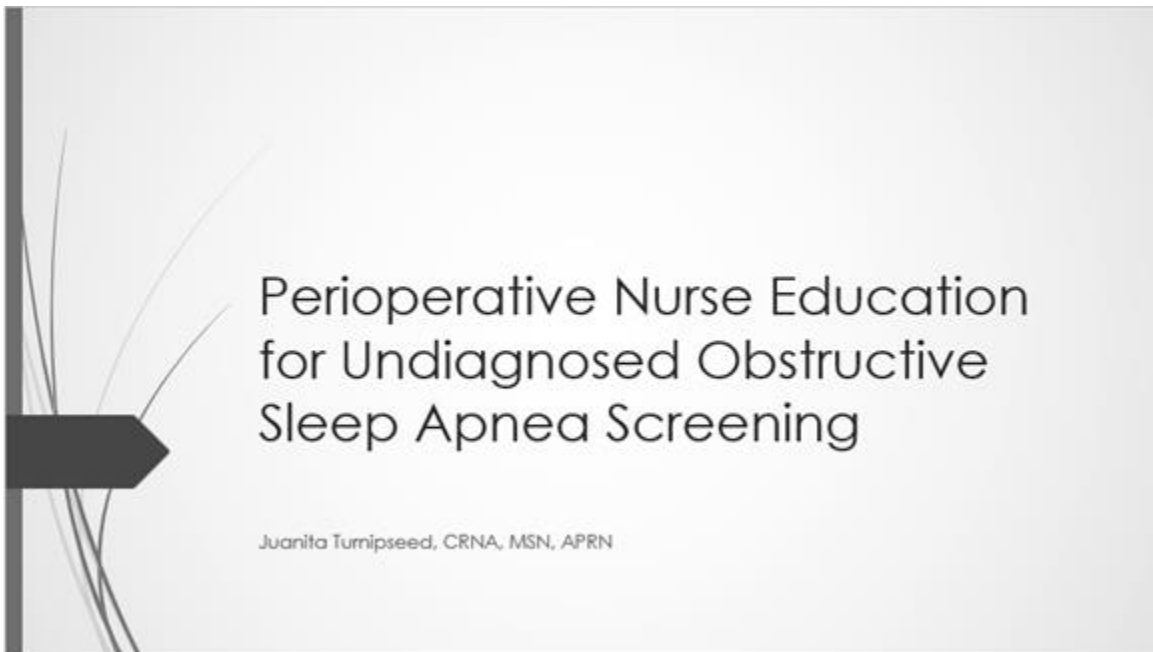 Perioperative Nurse Education
for Undiagnosed Obstructive
Sleep Apnea Screening
Juanita Turnipseed, CRNA, MSN, APRN